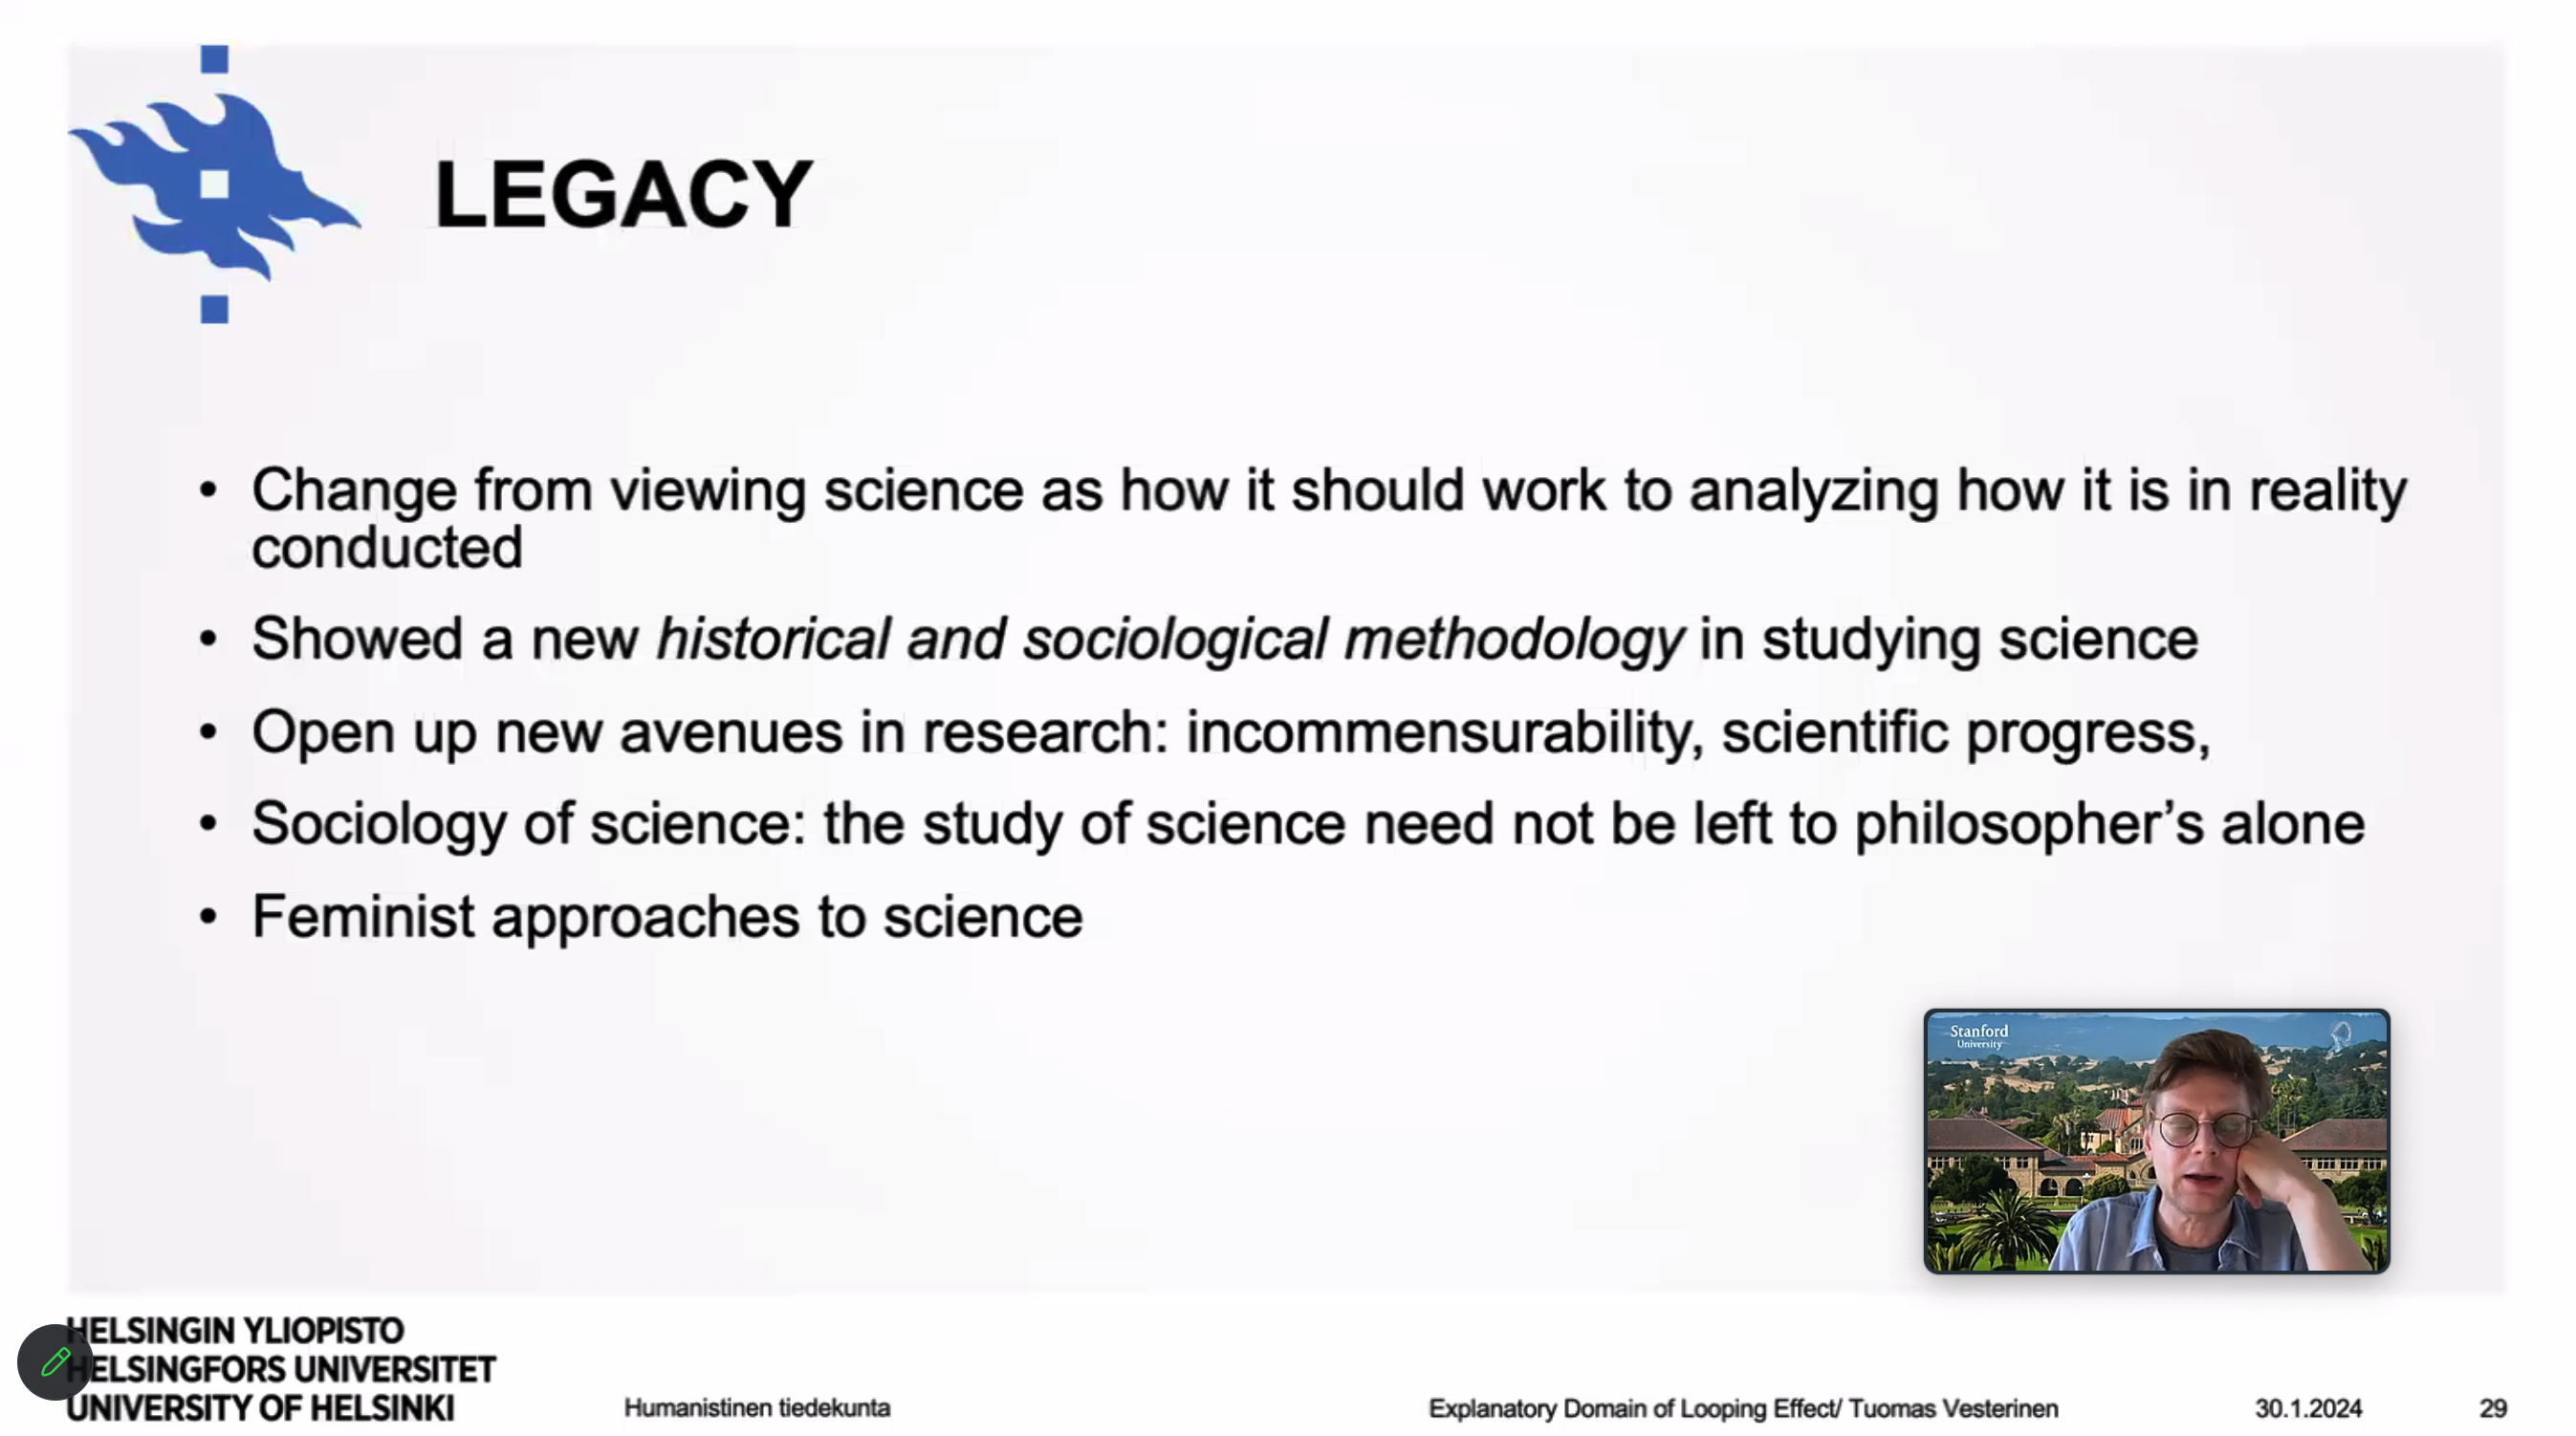 LEGACY
• Change from viewing science as how it should work to analyzing how it is in reality
conducted
• Showed a new historical and sociological methodology in studying science
• Open up new avenues in research: incommensurability, scientific progress,
• Sociology of science: the study of science need not be left to philosopher’s alone
• Feminist approaches to science
Stanford
University
HELSINGIN YLIOPISTO
HELSINGFORS UNIVERSITET
UNIVERSITY OF HELSINKI
Humanistinen tiedekunta
Explanatory Domain of Looping Effect/ Tuomas Vesterinen
30.1.2024
29